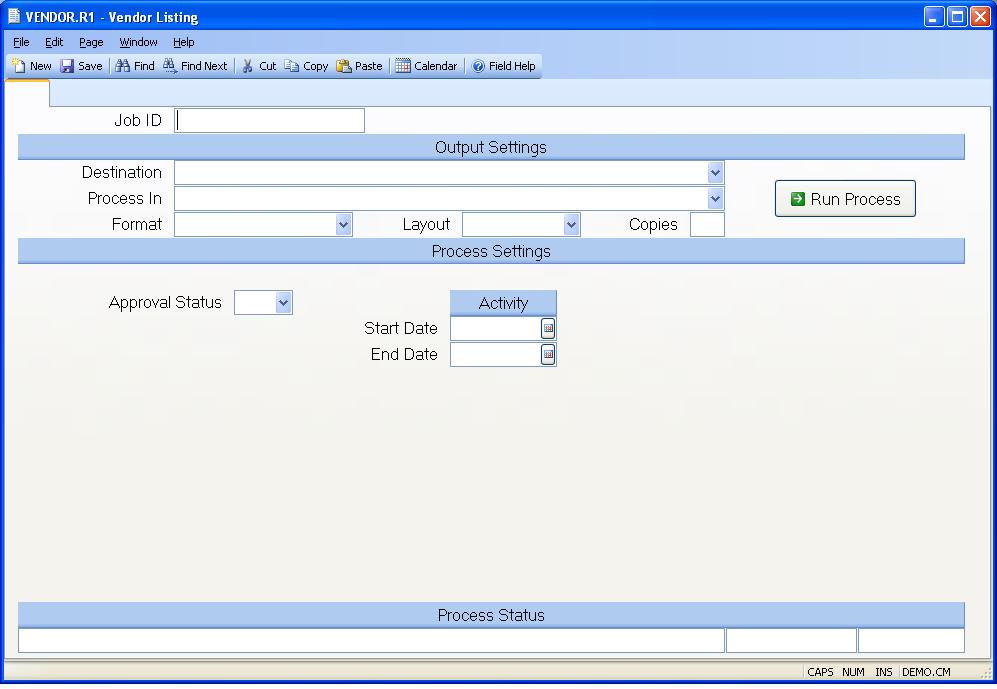 VENDOR.R1 - Vendor Listing
File Edit Page Window Help
New Save Find Find Next Cut Copy Paste Calendar Field Help
Job ID
Output Settings
Destination
Process In
Run Process
Format Layout Copies
Process Settings
Approval Status Activity
Start Date
End Date
Process Status
CAPS NUM INS DEMO.CM